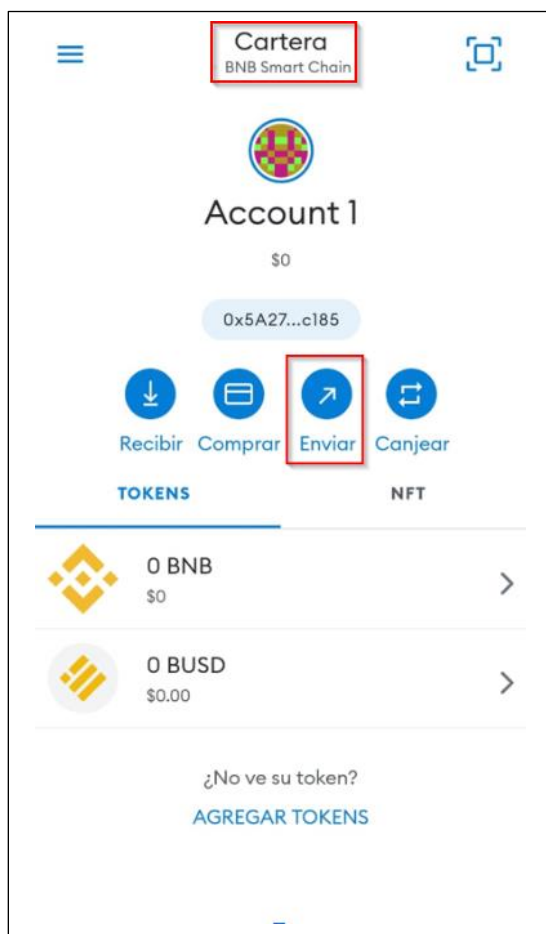 Cartera
BNB Smart Chain
Account 1
$0
0x5A27...c185
Recibir Comprar Enviar Canjear
TOKENS NFT
0 BNB
$0
0 BUSD
$0.00
¿No ve su token?
AGREGAR TOKENS